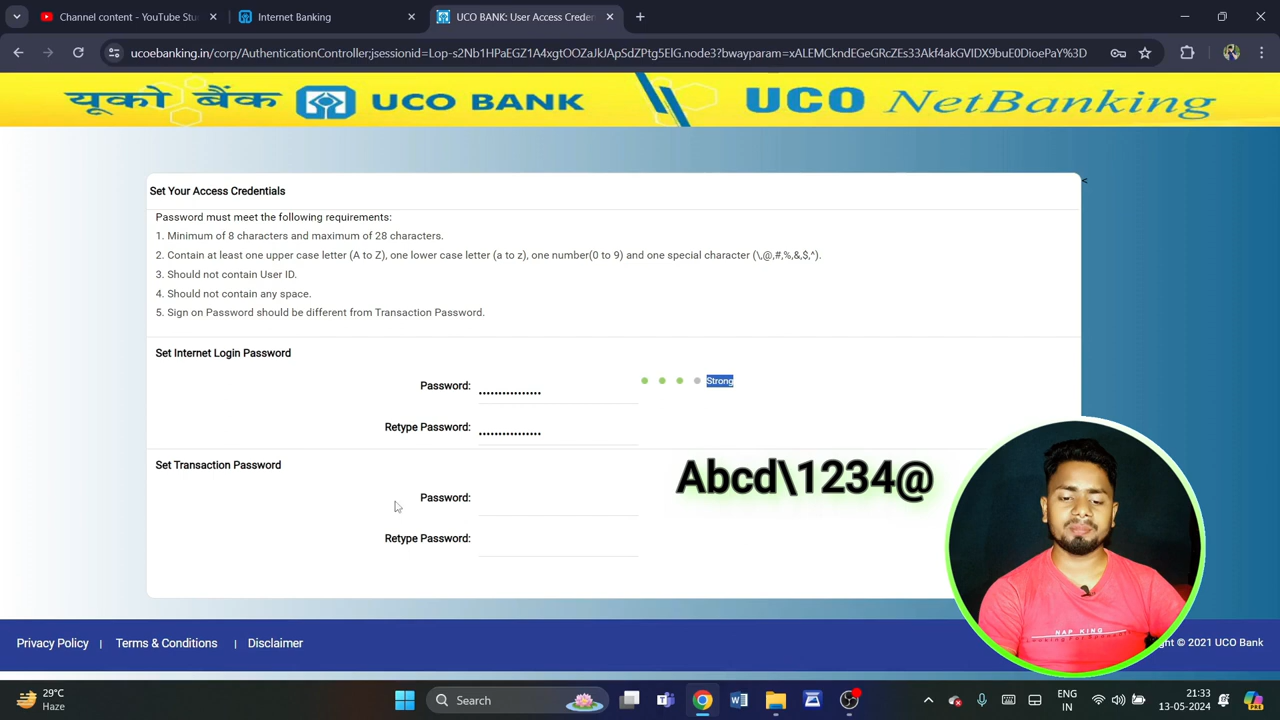 Channel content - YouTube Stu
Internet Banking
UCO BANK: User Access Creden
ucoebanking.in/corp/AuthenticationController;jsessionid=Lop-s2Nb1HPaEGZ1A4xgtOOZaJkJApSdZPtg5ElG.node3?bwayparam=xALEMyCkndEGeGRcZEs33Akf4akGVIDX9buE0DioePaY%3D
यूको बैंक UCO BANK UCO NetBanking
Set Your Access Credentials
<
Password must meet the following requirements:
1. Minimum of 8 characters and maximum of 28 characters.
2. Contain at least one upper case letter (A to Z), one lower case letter (a to z), one number(0 to 9) and one special character (\,@,#,%,&,$,^).
3. Should not contain User ID.
4. Should not contain any space.
5. Sign on Password should be different from Transaction Password.
Set Internet Login Password
Password: •••••••••••••••• Strong
Retype Password: ••••••••••••••••
Set Transaction Password
Abcd\1234@
Password:
Retype Password:
NAP KING
Privacy Policy | Terms & Conditions | Disclaimer
© 2021 UCO Bank
29°C
Haze
Search
ENG
IN
21:33
13-05-2024